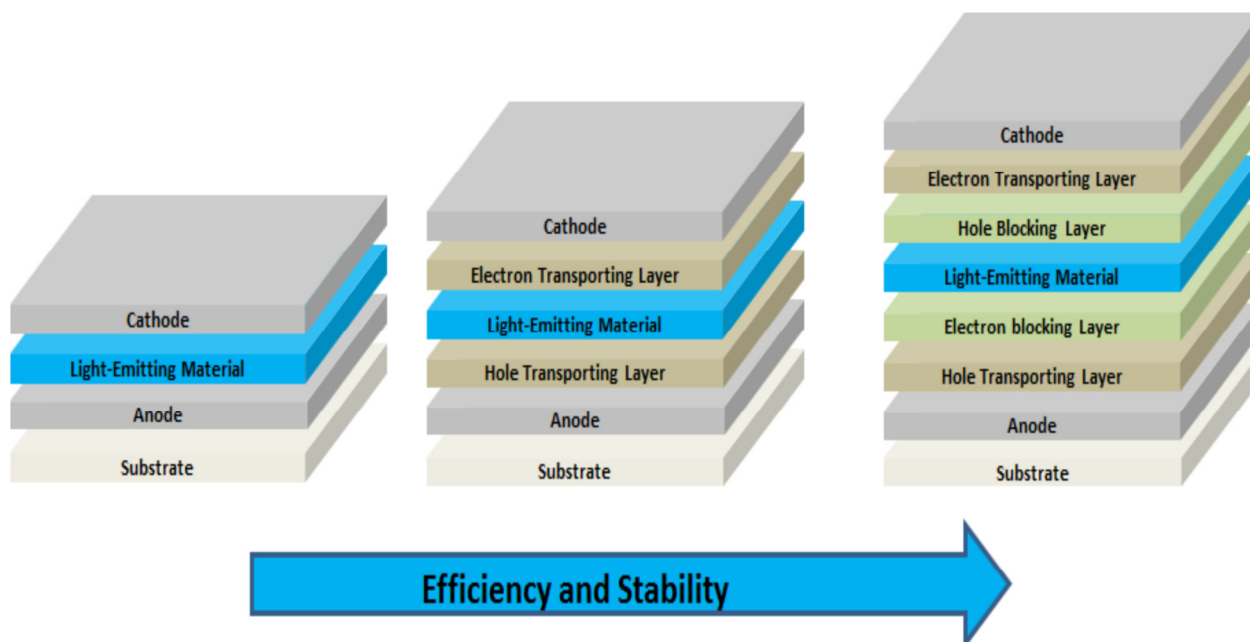 Cathode
Light-Emitting Material
Anode
Substrate
Cathode
Electron Transporting Layer
Light-Emitting Material
Hole Transporting Layer
Anode
Substrate
Cathode
Electron Transporting Layer
Hole Blocking Layer
Light-Emitting Material
Electron blocking Layer
Hole Transporting Layer
Anode
Substrate
Efficiency and Stability